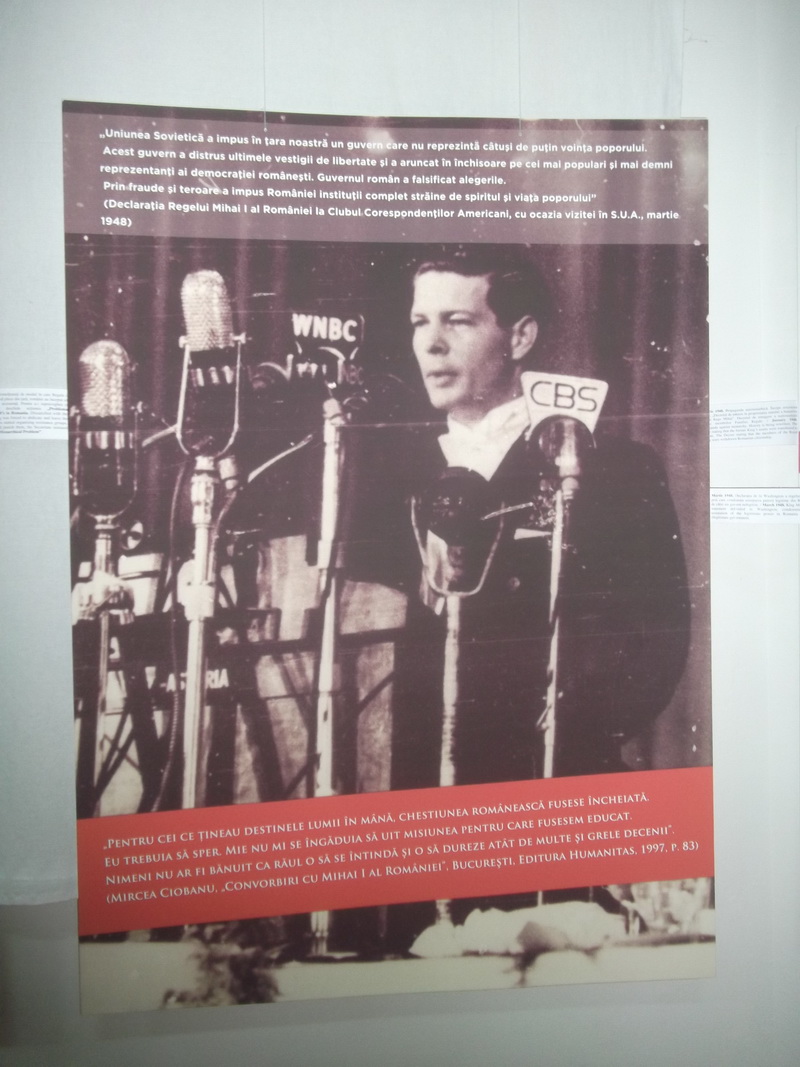 „Uniunea Sovietică a impus în țara noastră un guvern care nu reprezintă câtuși de puțin voința poporului.
Acest guvern a distrus ultimele vestigii de libertate și a aruncat în închisoare pe cei mai populari și mai demni
reprezentanți ai democrației românești. Guvernul român a falsificat alegerile.
Prin fraude și teroare a impus României instituții complet străine de spiritul și viața poporului”
(Declarația Regelui Mihai I al României la Clubul Corespondenților Americani, cu ocazia vizitei în S.U.A., martie
1948)
WNBC
CBS
„Pentru cei ce țineau destinele lumii în mână, chestiunea românească fusese încheiată.
Eu trebuia să sper. Mie nu mi se îngăduia să uit misiunea pentru care fusesem educat.
Nimeni nu ar fi bănuit ca răul o să se întindă și o să dureze atât de multe și grele decenii”.
(Mircea Ciobanu, „Convorbiri cu Mihai I al României”, București, Editura Humanitas, 1997, p. 83)